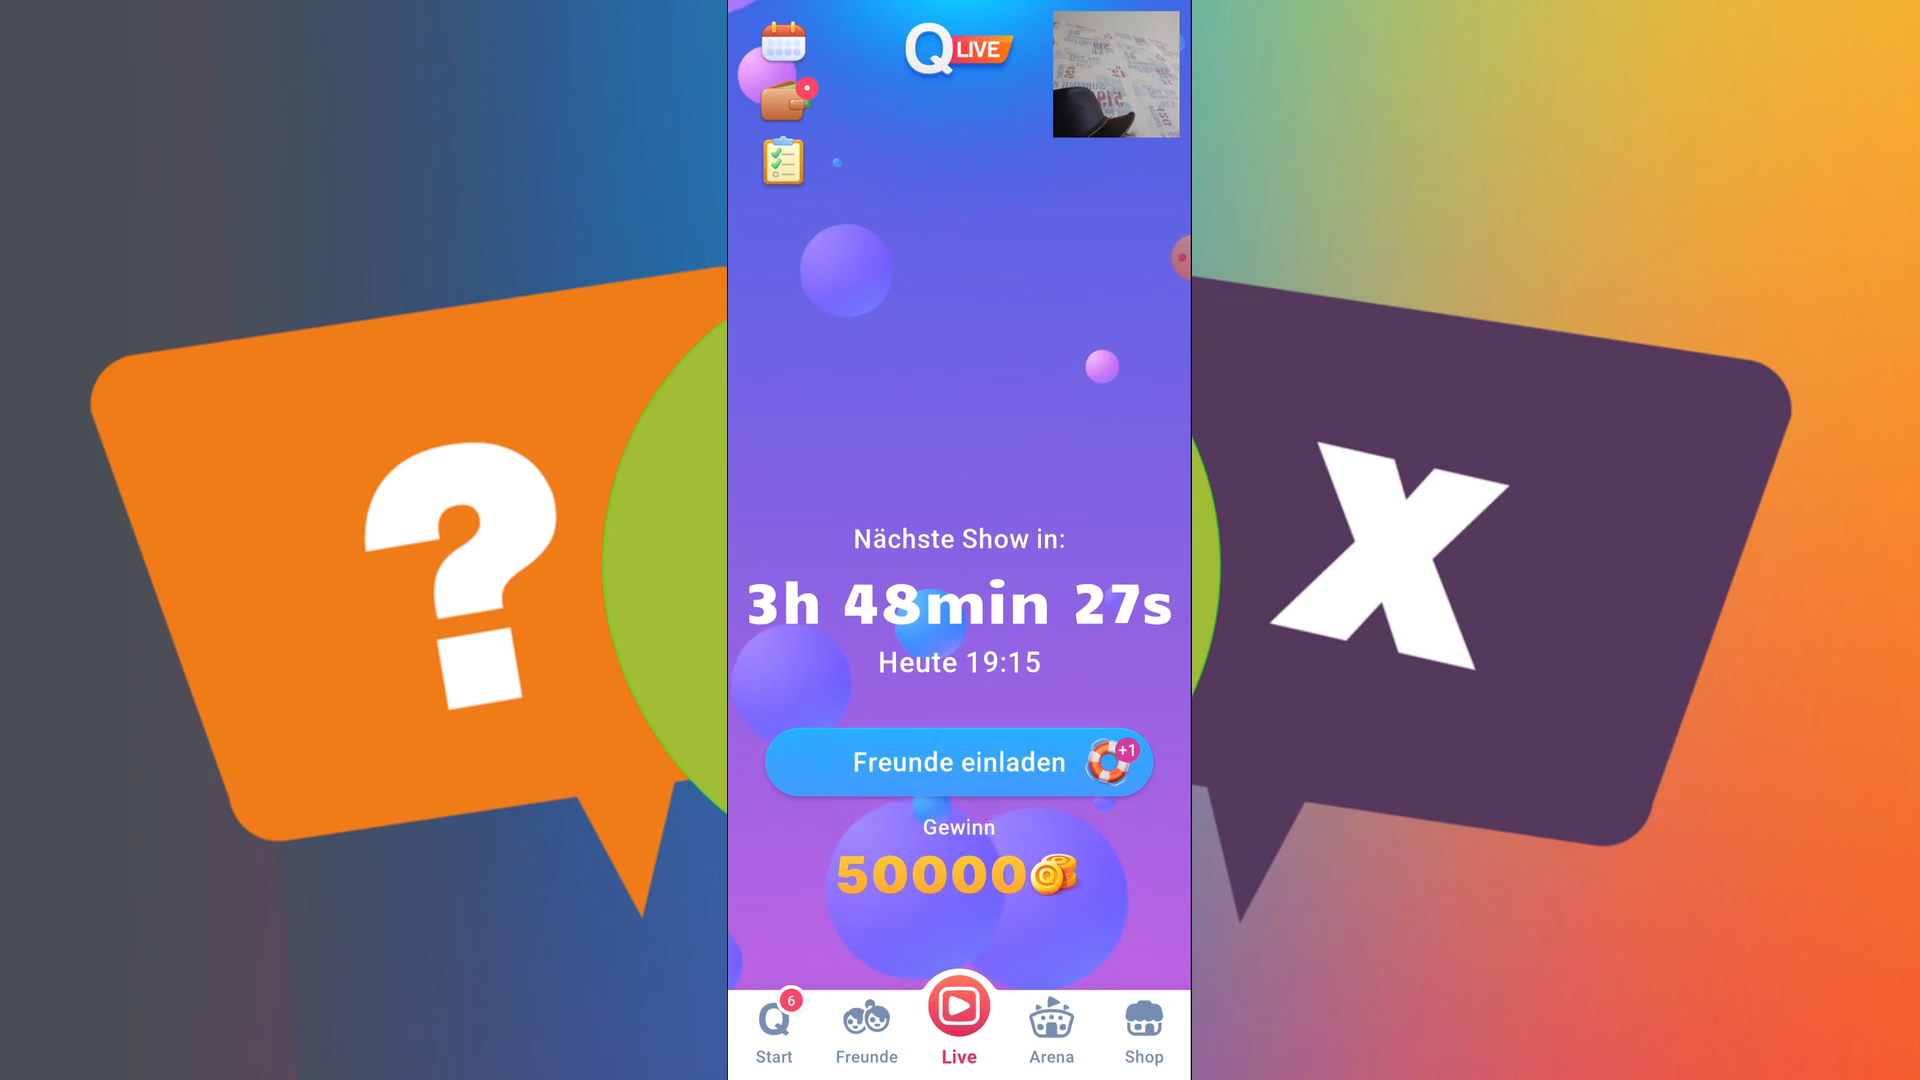 Q LIVE
519
?
X
Nächste Show in:
3h 48min 27s
Heute 19:15
Freunde einladen +1
Gewinn
50000
6
Start
Freunde
Live
Arena
Shop